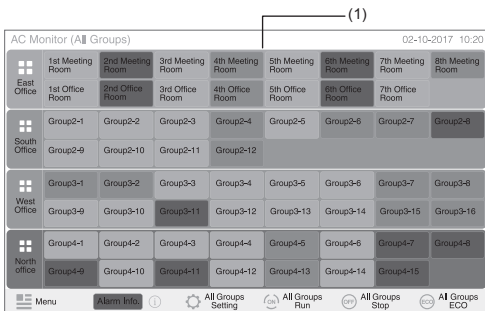 (1)
AC Monitor (All Groups) 02-10-2017 10:20
East Office
1st Meeting Room 2nd Meeting Room 3rd Meeting Room 4th Meeting Room 5th Meeting Room 6th Meeting Room 7th Meeting Room 8th Meeting Room
1st Office Room 2nd Office Room 3rd Office Room 4th Office Room 5th Office Room 6th Office Room 7th Office Room
South Office
Group2-1 Group2-2 Group2-3 Group2-4 Group2-5 Group2-6 Group2-7 Group2-8
Group2-9 Group2-10 Group2-11 Group2-12
West Office
Group3-1 Group3-2 Group3-3 Group3-4 Group3-5 Group3-6 Group3-7 Group3-8
Group3-9 Group3-10 Group3-11 Group3-12 Group3-13 Group3-14 Group3-15 Group3-16
North office
Group4-1 Group4-2 Group4-3 Group4-4 Group4-5 Group4-6 Group4-7 Group4-8
Group4-9 Group4-10 Group4-11 Group4-12 Group4-13 Group4-14 Group4-15
Menu Alarm Info. i All Groups Setting ON All Groups Run OFF All Groups Stop ECO All Groups ECO